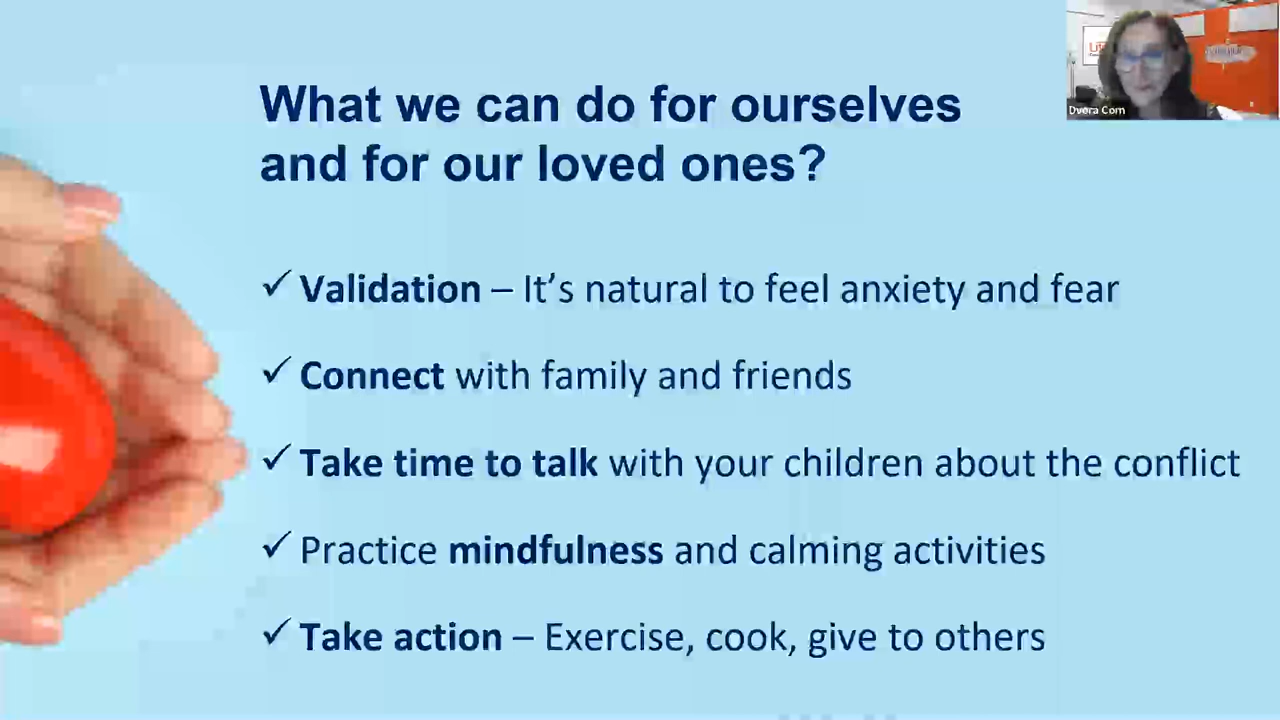 What we can do for ourselves
and for our loved ones?
✓ Validation – It’s natural to feel anxiety and fear
✓ Connect with family and friends
✓ Take time to talk with your children about the conflict
✓ Practice mindfulness and calming activities
✓ Take action – Exercise, cook, give to others
Dvora Corn